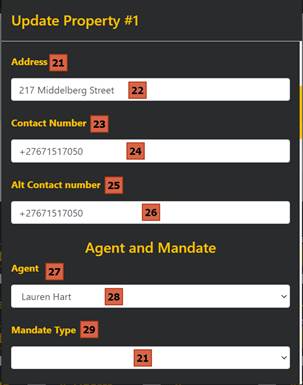 Update Property #1
Address 21
217 Middelberg Street 22
Contact Number 23
+27671517050 24
Alt Contact number 25
+27671517050 26
Agent and Mandate
Agent 27
Lauren Hart 28
Mandate Type 29
21